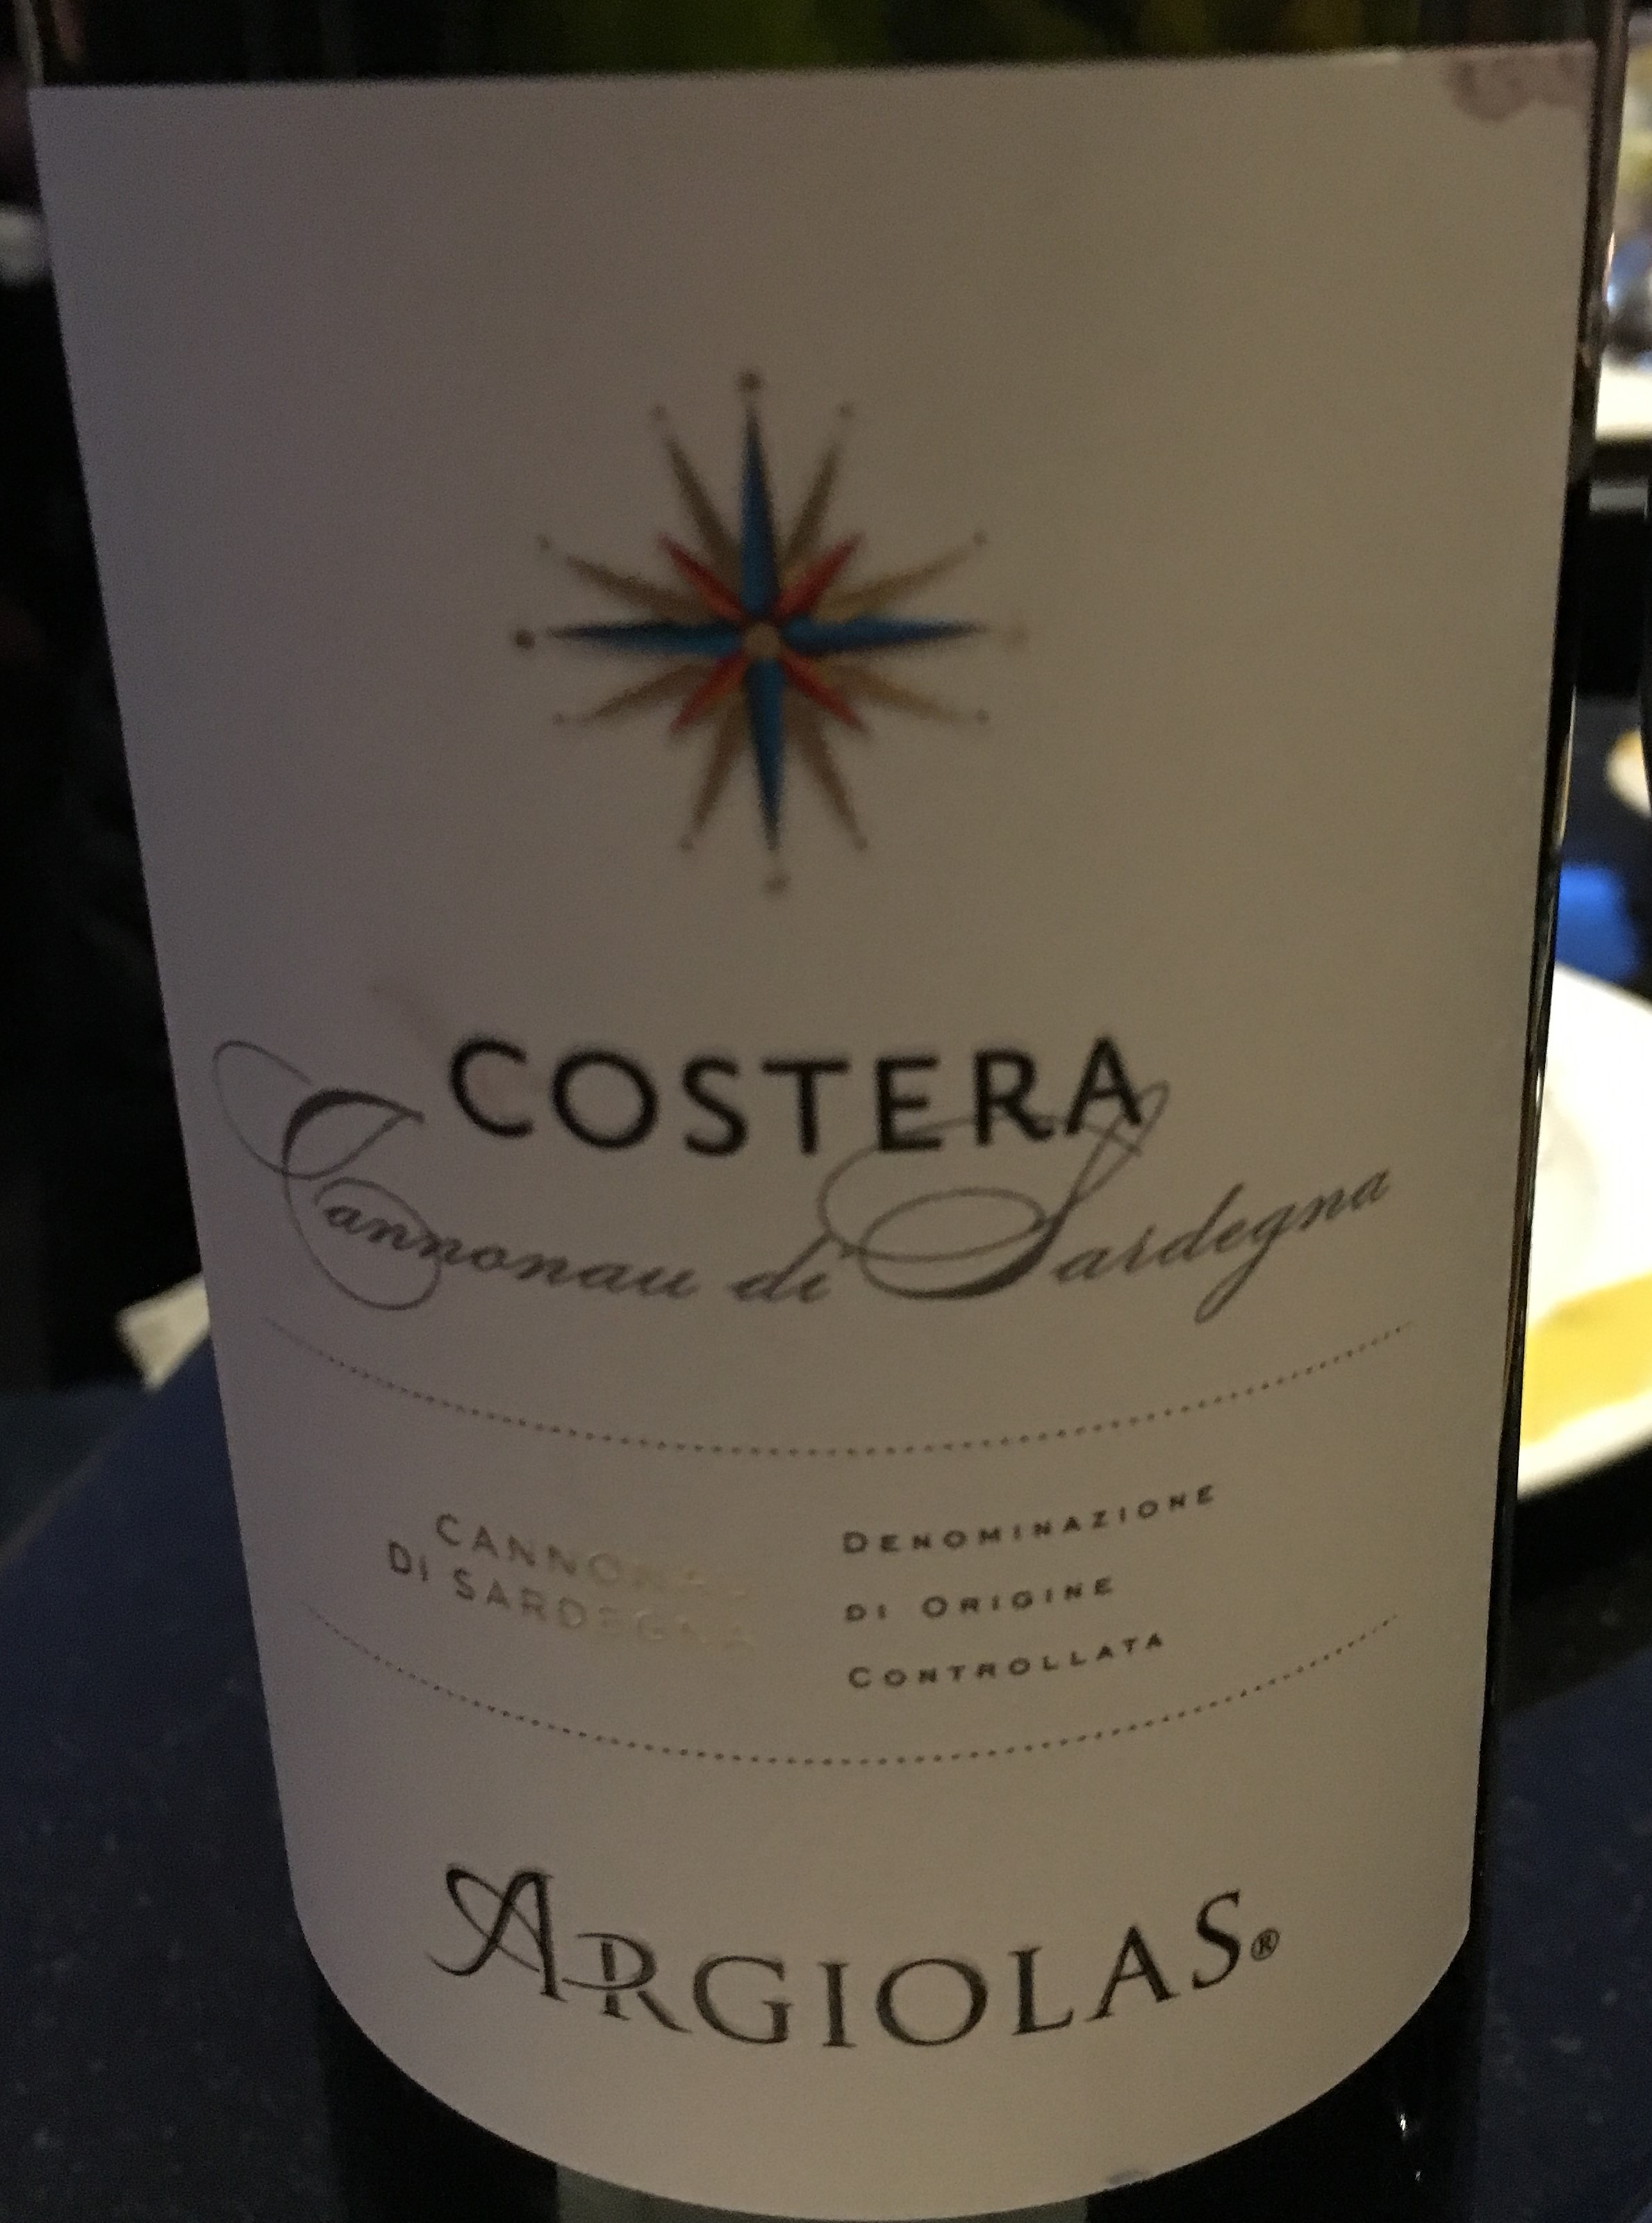 COSTERA
Cannonau di Sardegna
CANNONAU
DI SARDEGNA
DENOMINAZIONE
DI ORIGINE
CONTROLLATA
ARGIOLAS®